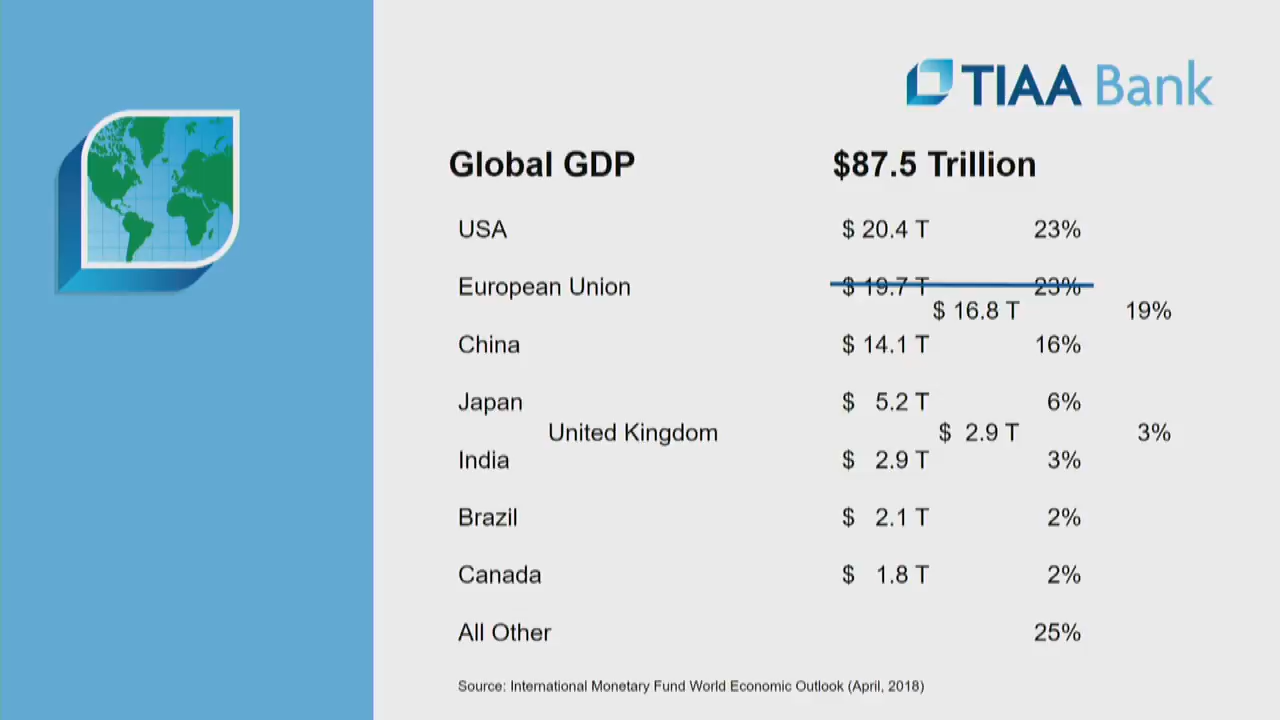 TIAA Bank
Global GDP $87.5 Trillion
USA $ 20.4 T 23%
European Union $ 19.7 T 23%
$ 16.8 T 19%
China $ 14.1 T 16%
Japan $ 5.2 T 6%
United Kingdom $ 2.9 T 3%
India $ 2.9 T 3%
Brazil $ 2.1 T 2%
Canada $ 1.8 T 2%
All Other 25%
Source: International Monetary Fund World Economic Outlook (April, 2018)